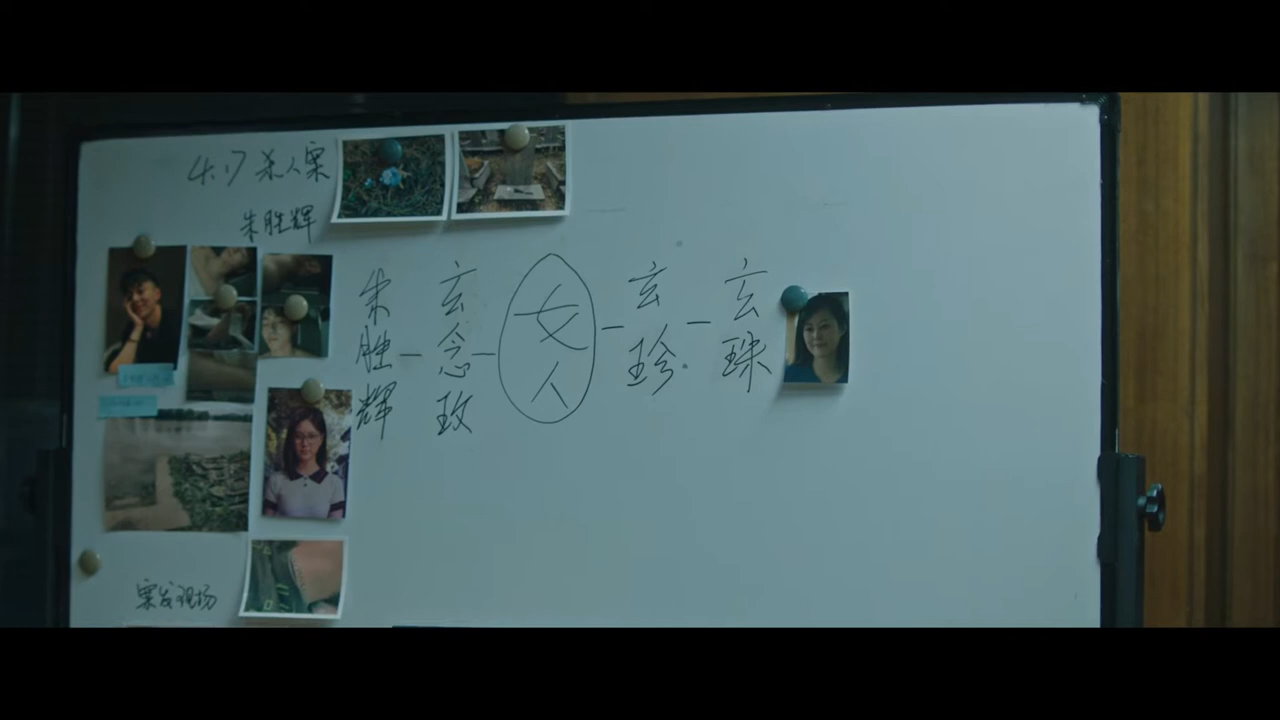 4.17 杀人案
朱胜辉
朱胜辉 — 玄念玫 — 女人 — 玄珍 — 玄珠
案发现场